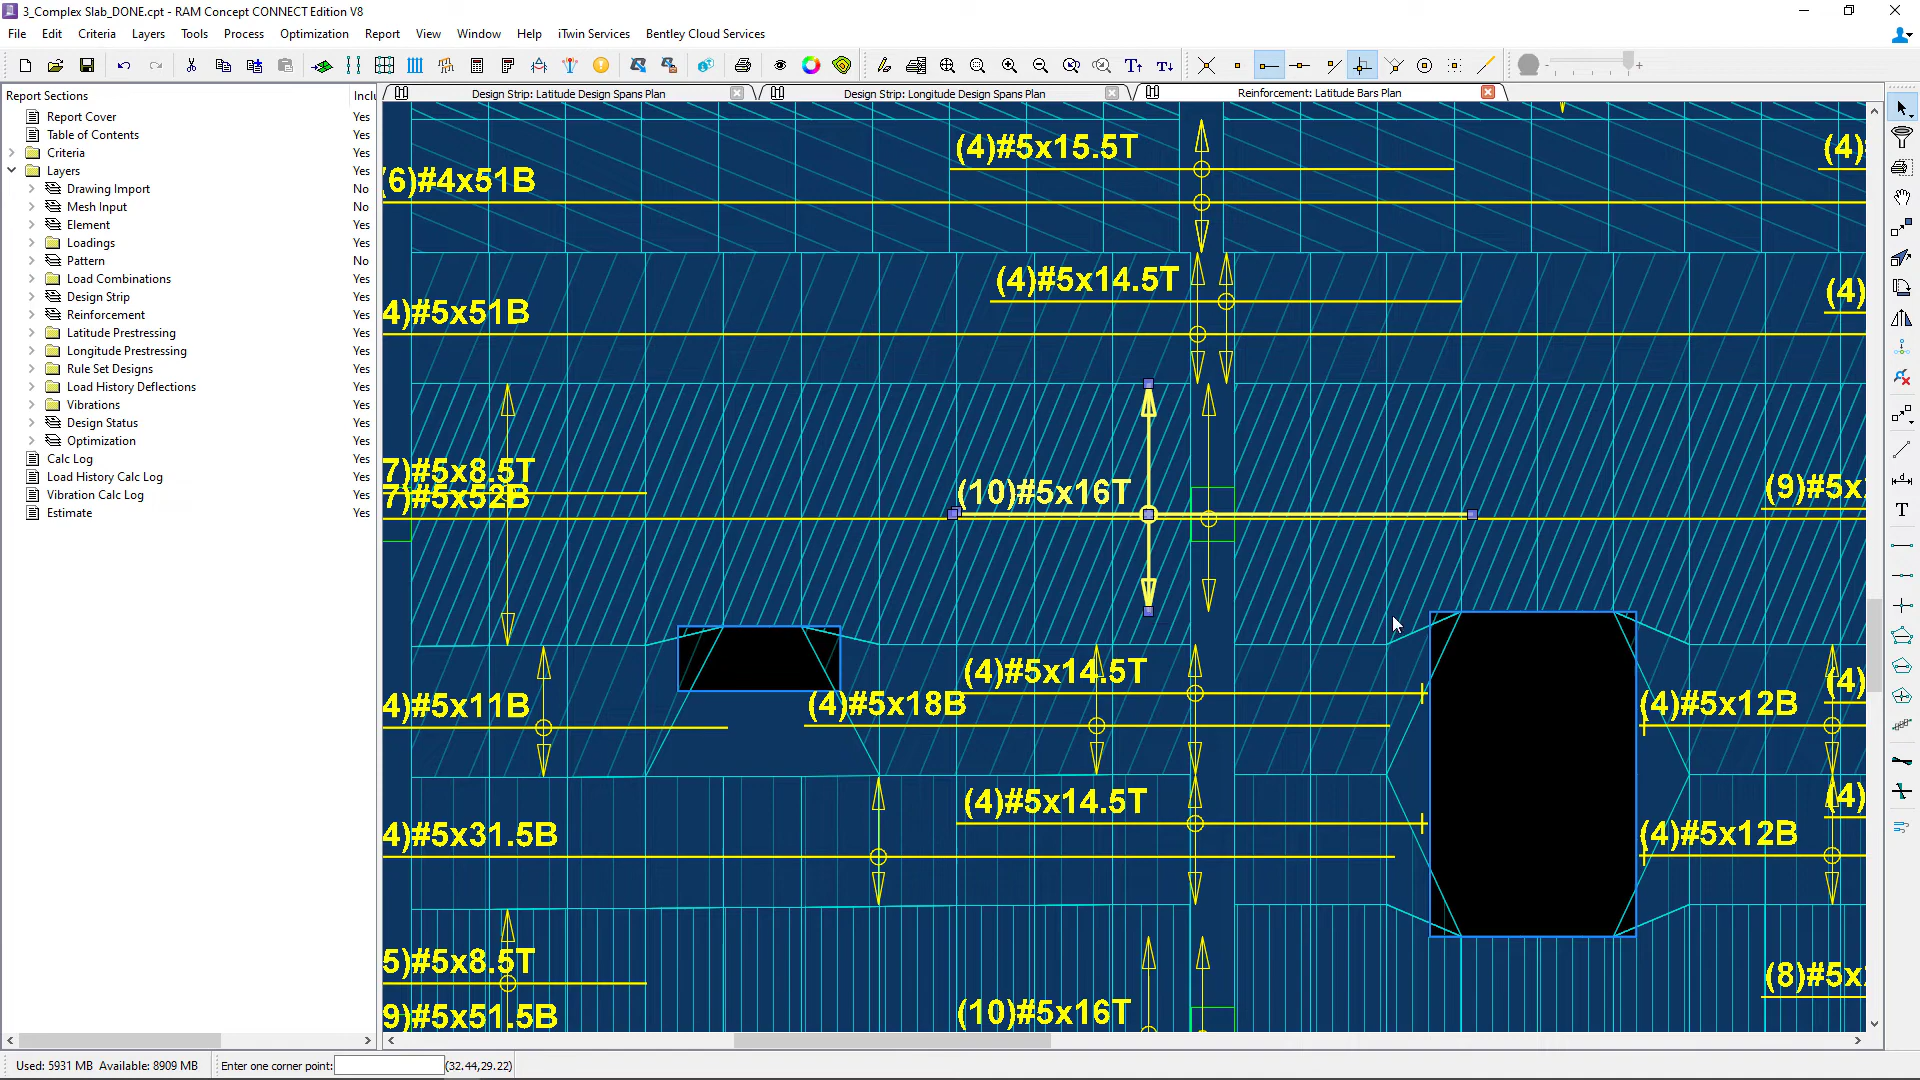 3_Complex Slab_DONE.cpt - RAM Concept CONNECT Edition V8
File Edit Criteria Layers Tools Process Optimization Report View Window Help iTwin Services Bentley Cloud Services
Report Sections
Report Cover Yes
Table of Contents Yes
Criteria Yes
Layers Yes
Drawing Import No
Mesh Input No
Element Yes
Loadings Yes
Pattern No
Load Combinations Yes
Design Strip Yes
Reinforcement Yes
Latitude Prestressing Yes
Longitude Prestressing Yes
Rule Set Designs Yes
Load History Deflections Yes
Vibrations Yes
Design Status Yes
Optimization Yes
Calc Log Yes
Load History Calc Log Yes
Vibration Calc Log Yes
Estimate Yes
Design Strip: Latitude Design Spans Plan
Design Strip: Longitude Design Spans Plan
Reinforcement: Latitude Bars Plan
(4)#5x15.5T
(4)
(6)#4x51B
(4)#5x14.5T
(4)
4)#5x51B
7)#5x8.5T
7)#5x52B
(10)#5x16T
(9)#5x
(4)#5x14.5T
(4)
4)#5x11B
(4)#5x18B
(4)#5x12B
(4)#5x14.5T
(4)
4)#5x31.5B
(4)#5x12B
5)#5x8.5T
(8)#5x
9)#5x51.5B
(10)#5x16T
Used: 5931 MB Available: 8909 MB
Enter one corner point:
(32.44,29.22)